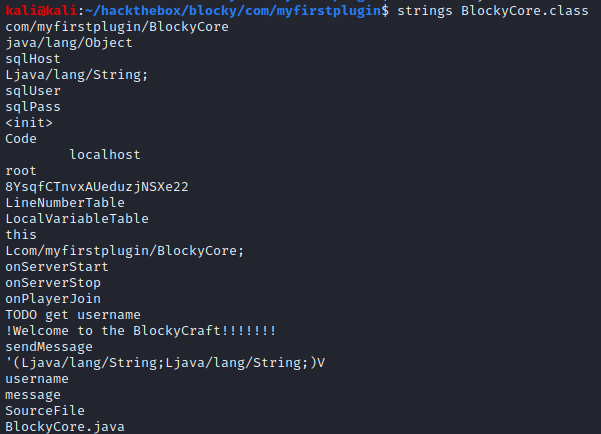 kali@kali:~/hackthebox/blocky/com/myfirstplugin$ strings BlockyCore.class
com/myfirstplugin/BlockyCore
java/lang/Object
sqlHost
Ljava/lang/String;
sqlUser
sqlPass
<init>
Code
localhost
root
8YsqfCTnvxAUeduzjNSXe22
LineNumberTable
LocalVariableTable
this
Lcom/myfirstplugin/BlockyCore;
onServerStart
onServerStop
onPlayerJoin
TODO get username
!Welcome to the BlockyCraft!!!!!!!
sendMessage
'(Ljava/lang/String;Ljava/lang/String;)V
username
message
SourceFile
BlockyCore.java